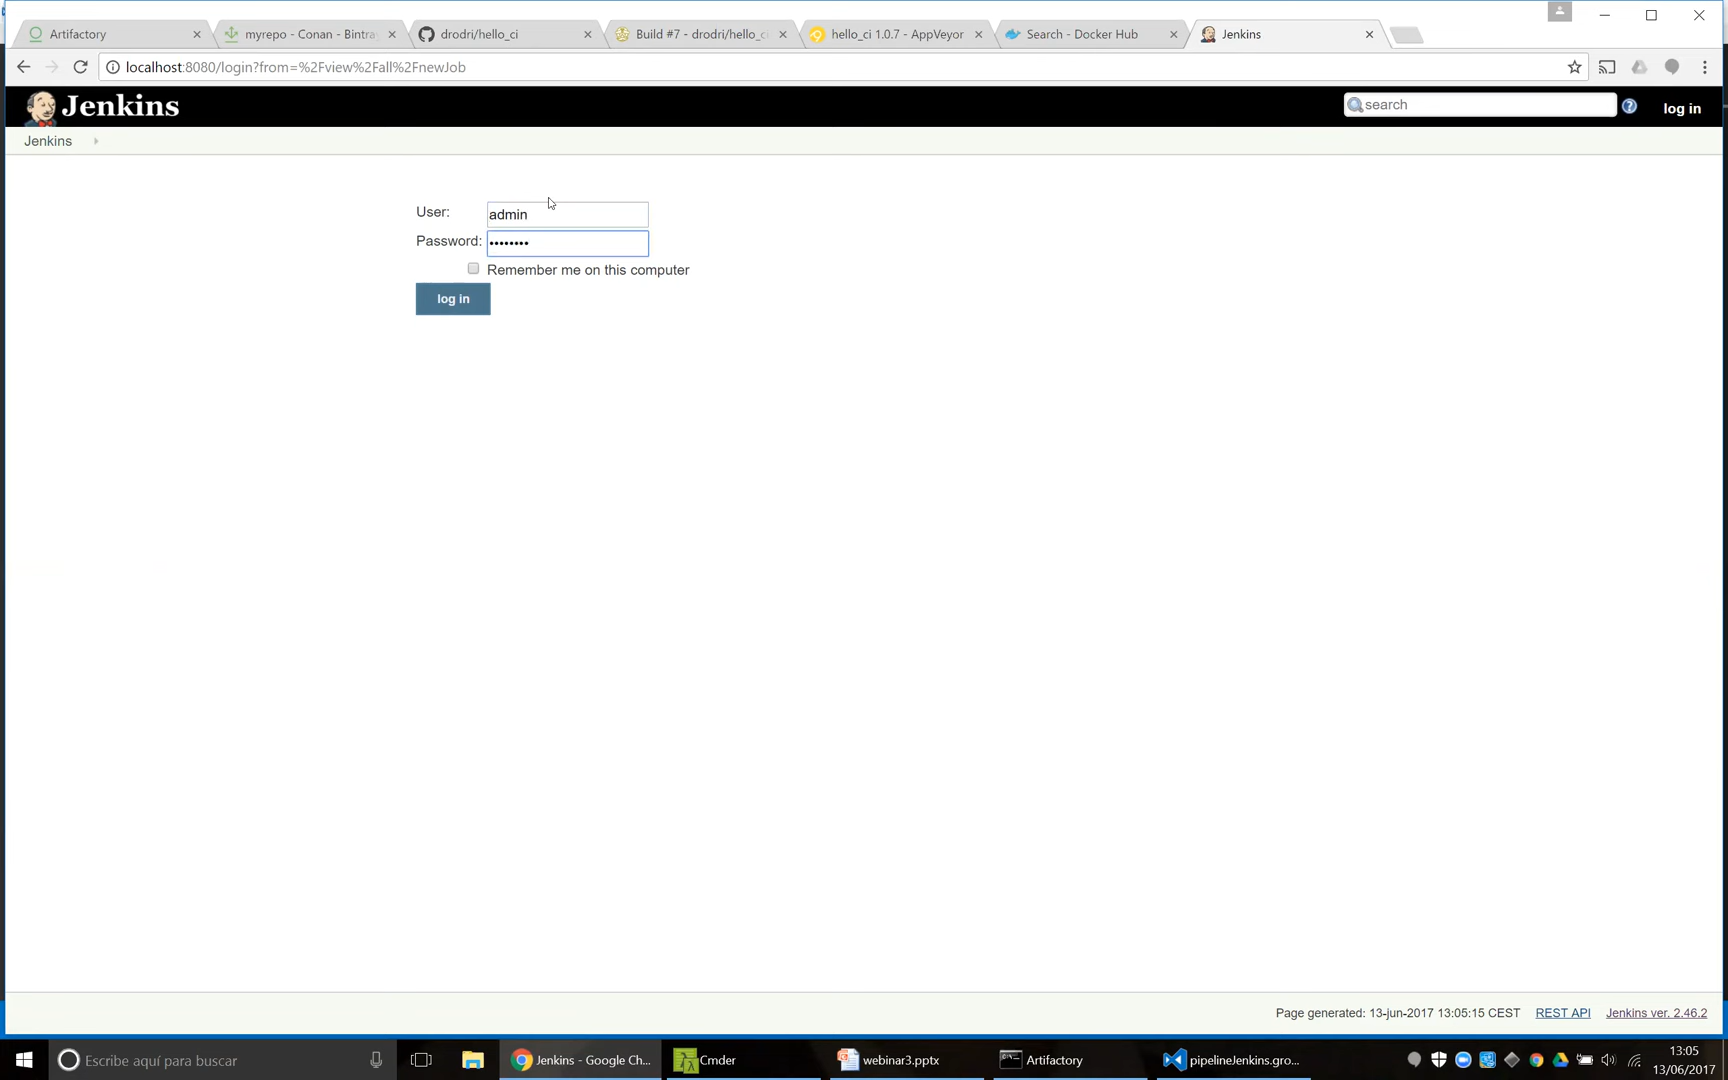 Artifactory
myrepo - Conan - Bintray
drodri/hello_ci
Build #7 - drodri/hello_c
hello_ci 1.0.7 - AppVeyor
Search - Docker Hub
Jenkins
localhost:8080/login?from=%2Fview%2Fall%2FnewJob
Jenkins
search
log in
Jenkins
User:
admin
Password:
••••••••
Remember me on this computer
log in
Page generated: 13-jun-2017 13:05:15 CEST
REST API
Jenkins ver. 2.46.2
Escribe aquí para buscar
Jenkins - Google Ch...
Cmder
webinar3.pptx
Artifactory
pipelineJenkins.gro...
13:05
13/06/2017